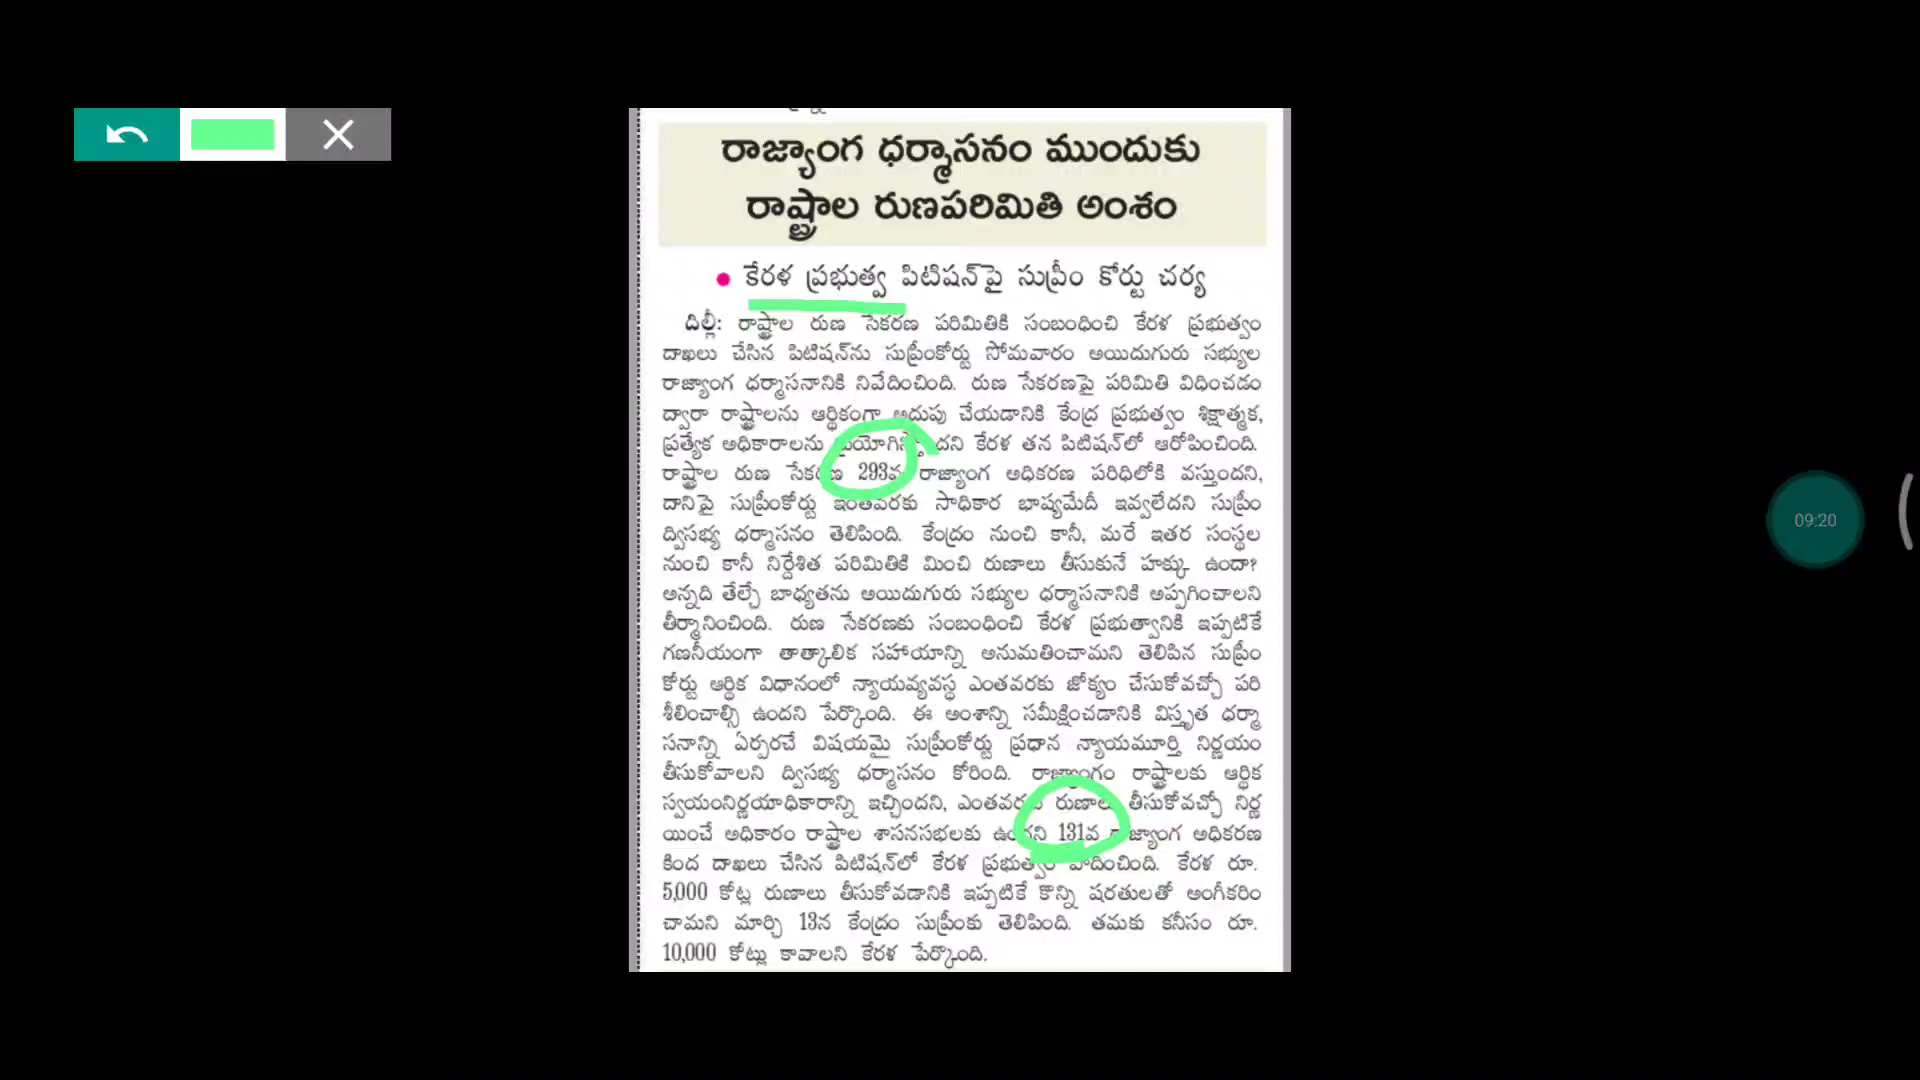 రాజ్యాంగ ధర్మాసనం ముందుకు
రాష్ట్రాల రుణపరిమితి అంశం
• కేరళ ప్రభుత్వ పిటిషన్‌పై సుప్రీం కోర్టు చర్య
దిల్లీ: రాష్ట్రాల రుణ సేకరణ పరిమితికి సంబంధించి కేరళ ప్రభుత్వం
దాఖలు చేసిన పిటిషన్‌ను సుప్రీంకోర్టు సోమవారం అయిదుగురు సభ్యుల
రాజ్యాంగ ధర్మాసనానికి నివేదించింది. రుణ సేకరణపై పరిమితి విధించడం
ద్వారా రాష్ట్రాలను ఆర్థికంగా అదుపు చేయడానికి కేంద్ర ప్రభుత్వం శిక్షాత్మక,
ప్రత్యేక అధికారాలను ప్రయోగిస్తోందని కేరళ తన పిటిషన్‌లో ఆరోపించింది.
రాష్ట్రాల రుణ సేకరణ 293వ రాజ్యాంగ అధికరణ పరిధిలోకి వస్తుందని,
దానిపై సుప్రీంకోర్టు ఇంతవరకు సాధికార భాష్యమేదీ ఇవ్వలేదని సుప్రీం
ద్విసభ్య ధర్మాసనం తెలిపింది. కేంద్రం నుంచి కానీ, మరే ఇతర సంస్థల
నుంచి కానీ నిర్దేశిత పరిమితికి మించి రుణాలు తీసుకునే హక్కు ఉందా?
అన్నది తేల్చే బాధ్యతను అయిదుగురు సభ్యుల ధర్మాసనానికి అప్పగించాలని
తీర్మానించింది. రుణ సేకరణకు సంబంధించి కేరళ ప్రభుత్వానికి ఇప్పటికే
గణనీయంగా తాత్కాలిక సహాయాన్ని అనుమతించామని తెలిపిన సుప్రీం
కోర్టు ఆర్థిక విధానంలో న్యాయవ్యవస్థ ఎంతవరకు జోక్యం చేసుకోవచ్చో పరి
శీలించాల్సి ఉందని పేర్కొంది. ఈ అంశాన్ని సమీక్షించడానికి విస్తృత ధర్మా
సనాన్ని ఏర్పరచే విషయమై సుప్రీంకోర్టు ప్రధాన న్యాయమూర్తి నిర్ణయం
తీసుకోవాలని ద్విసభ్య ధర్మాసనం కోరింది. రాజ్యాంగం రాష్ట్రాలకు ఆర్థిక
స్వయంనిర్ణయాధికారాన్ని ఇచ్చిందని, ఎంతవరకు రుణాలు తీసుకోవచ్చో నిర్ణ
యించే అధికారం రాష్ట్రాల శాసనసభలకు ఉందని 131వ రాజ్యాంగ అధికరణ
కింద దాఖలు చేసిన పిటిషన్‌లో కేరళ ప్రభుత్వం వాదించింది. కేరళ రూ.
5,000 కోట్ల రుణాలు తీసుకోవడానికి ఇప్పటికే కొన్ని షరతులతో అంగీకరిం
చామని మార్చి 13న కేంద్రం సుప్రీంకు తెలిపింది. తమకు కనీసం రూ.
10,000 కోట్లు కావాలని కేరళ పేర్కొంది.
09:20